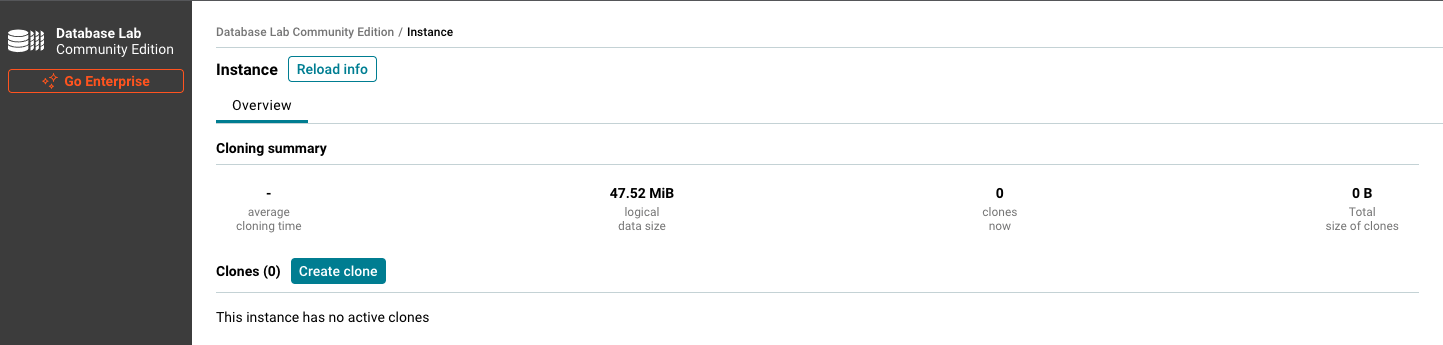 Database Lab
Community Edition
Go Enterprise
Database Lab Community Edition / Instance
Instance
Reload info
Overview
Cloning summary
-
average
cloning time
47.52 MiB
logical
data size
0
clones
now
0 B
Total
size of clones
Clones (0)
Create clone
This instance has no active clones